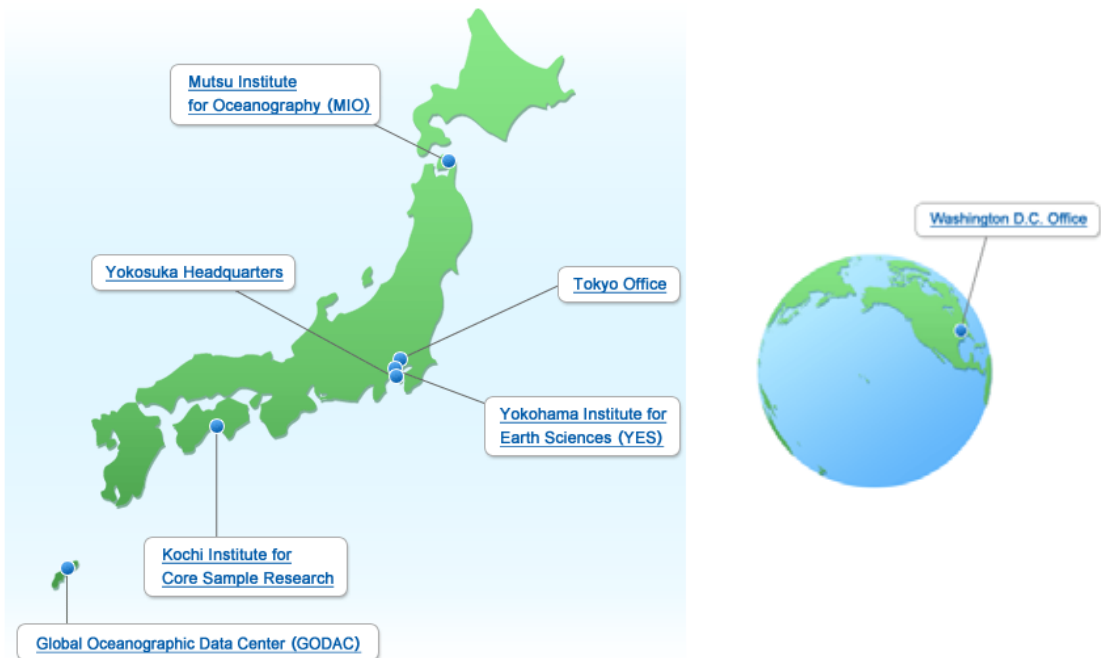 Mutsu Institute
for Oceanography (MIO)
Washington D.C. Office
Yokosuka Headquarters
Tokyo Office
Yokohama Institute for
Earth Sciences (YES)
Kochi Institute for
Core Sample Research
Global Oceanographic Data Center (GODAC)